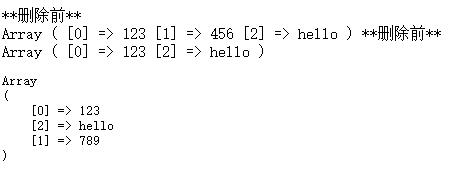 **删除前**
Array ( [0] => 123 [1] => 456 [2] => hello ) **删除前**
Array ( [0] => 123 [2] => hello )
Array
(
    [0] => 123
    [2] => hello
    [1] => 789
)